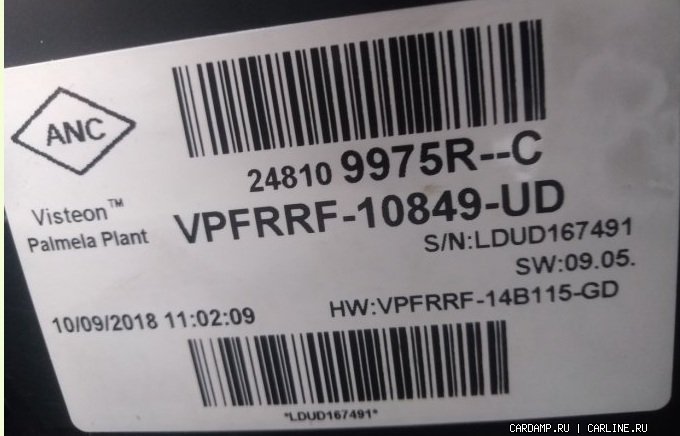 ANC
Visteon™
Palmela Plant
24810 9975R--C
VPFRRF-10849-UD
S/N:LDUD167491
SW:09.05.
HW:VPFRRF-14B115-GD
10/09/2018 11:02:09
*LDUD167491*
CARDAMP.RU | CARLINE.RU